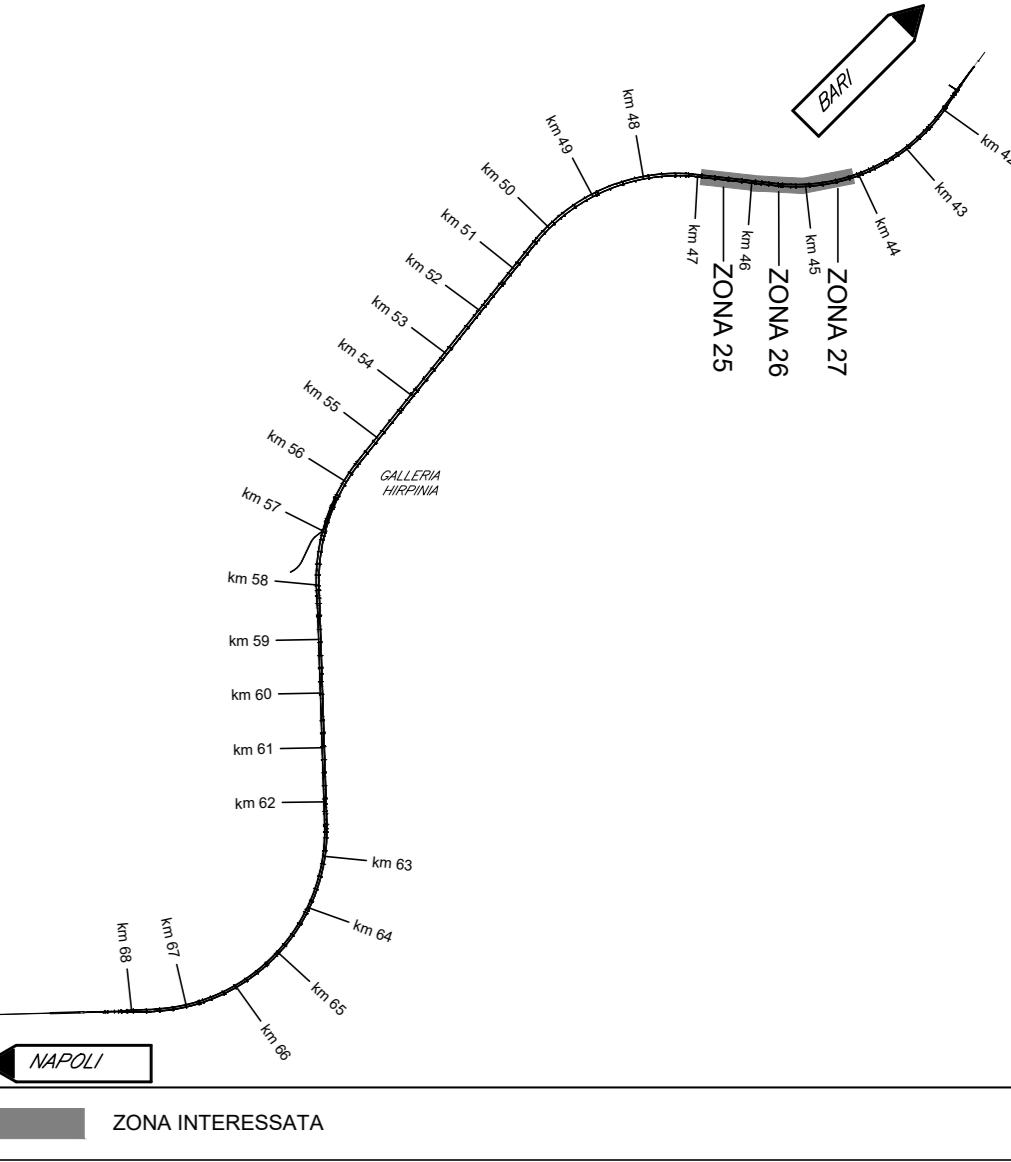 BARI
km 42
km 43
km 44
km 45
km 46
km 47
km 48
km 49
km 50
km 51
km 52
km 53
km 54
km 55
km 56
km 57
km 58
km 59
km 60
km 61
km 62
km 63
km 64
km 65
km 66
km 67
km 68
ZONA 25
ZONA 26
ZONA 27
GALLERIA
HIRPINIA
NAPOLI
ZONA INTERESSATA